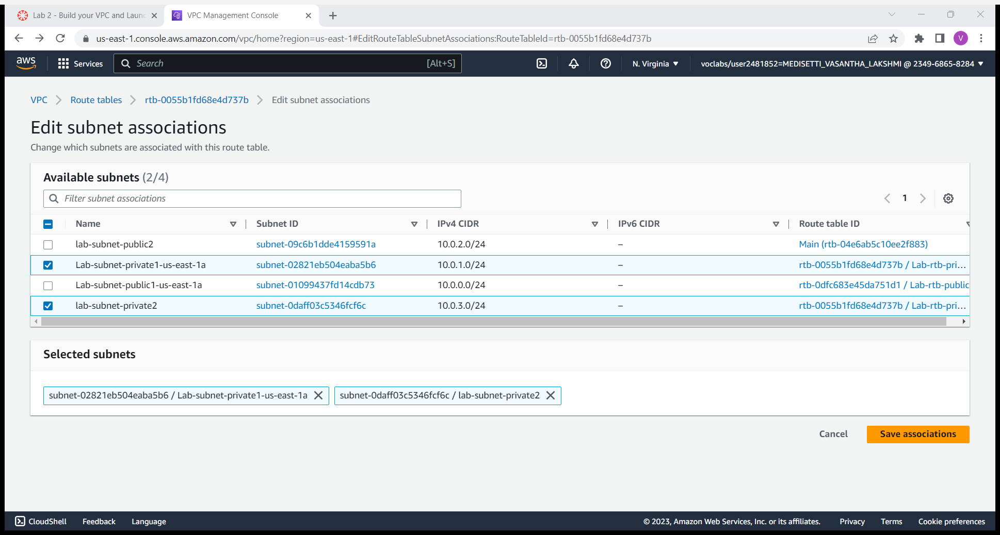 Lab 2 - Build your VPC and Laun
VPC Management Console
us-east-1.console.aws.amazon.com/vpc/home?region=us-east-1#EditRouteTableSubnetAssociations:RouteTableId=rtb-0055b1fd68e4d737b
V
aws
Services
Search
[Alt+S]
N. Virginia
voclabs/user2481852=MEDISETTI_VASANTHA_LAKSHMI @ 2349-6865-8284
VPC
Route tables
rtb-0055b1fd68e4d737b
Edit subnet associations
Edit subnet associations
Change which subnets are associated with this route table.
Available subnets (2/4)
Filter subnet associations
1
Name Subnet ID IPv4 CIDR IPv6 CIDR Route table ID
lab-subnet-public2 subnet-09c6b1dde4159591a 10.0.2.0/24 – Main (rtb-04e6ab5c10ee2f883)
Lab-subnet-private1-us-east-1a subnet-02821eb504eaba5b6 10.0.1.0/24 – rtb-0055b1fd68e4d737b / Lab-rtb-pri...
Lab-subnet-public1-us-east-1a subnet-01099437fd14cdb73 10.0.0.0/24 – rtb-0dfc683e45da751d1 / Lab-rtb-public
lab-subnet-private2 subnet-0daff03c5346fcf6c 10.0.3.0/24 – rtb-0055b1fd68e4d737b / Lab-rtb-pri...
Selected subnets
subnet-02821eb504eaba5b6 / Lab-subnet-private1-us-east-1a
subnet-0daff03c5346fcf6c / lab-subnet-private2
Cancel
Save associations
CloudShell
Feedback
Language
© 2023, Amazon Web Services, Inc. or its affiliates.
Privacy
Terms
Cookie preferences